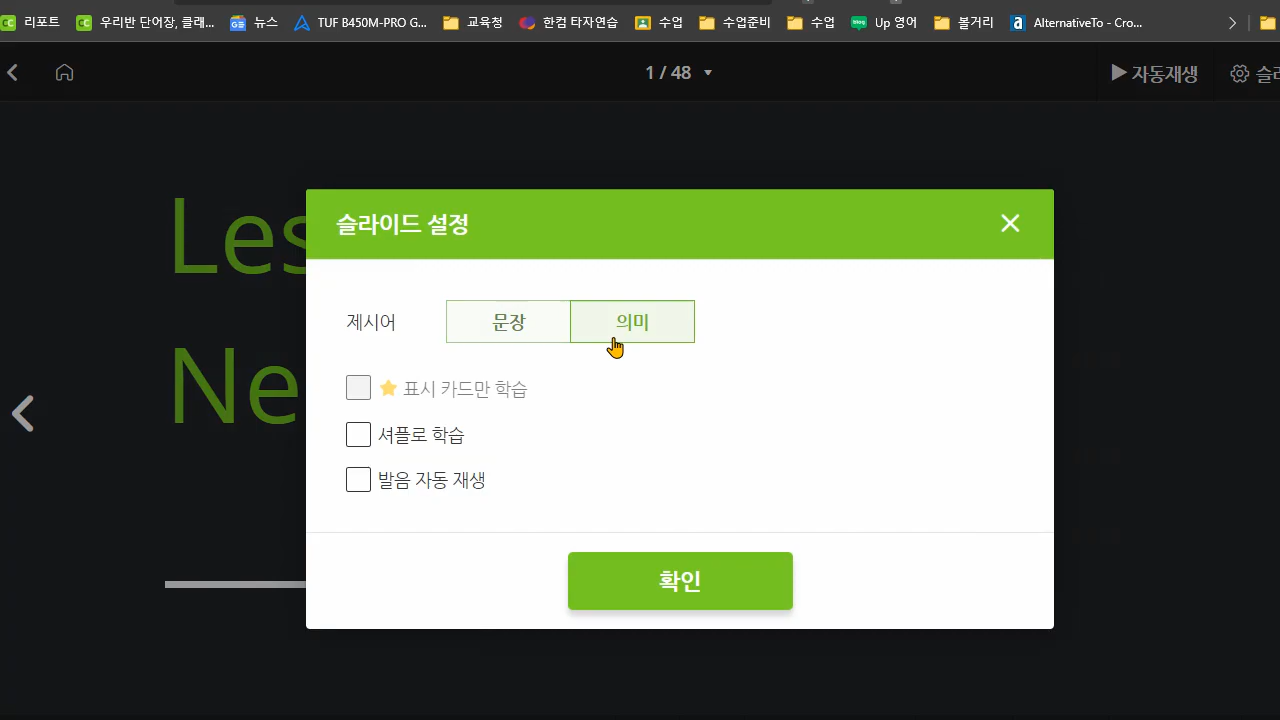 리포트 우리반 단어장, 클래... 뉴스 TUF B450M-PRO G... 교육청 한컴 타자연습 수업 수업준비 수업 Up 영어 볼거리 AlternativeTo - Cro...
1 / 48 자동재생 슬라
Les
슬라이드 설정
제시어 문장 의미
Ne
표시 카드만 학습
셔플로 학습
발음 자동 재생
확인